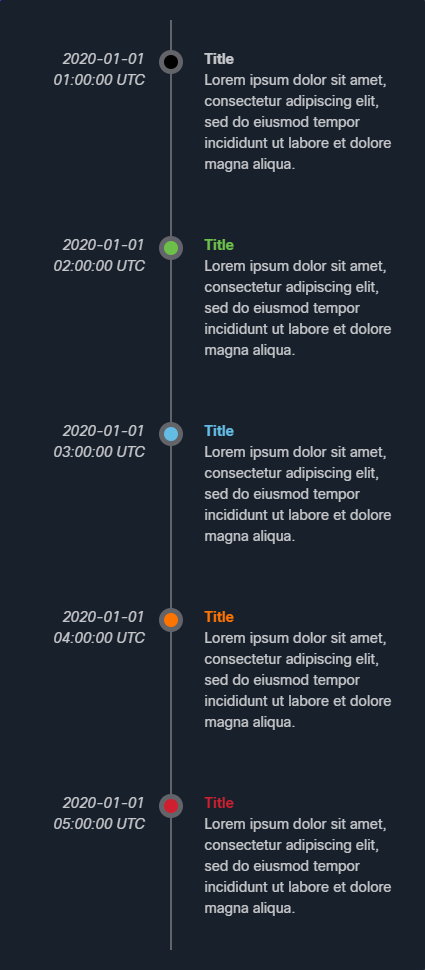 2020-01-01
01:00:00 UTC
Title
Lorem ipsum dolor sit amet,
consectetur adipiscing elit,
sed do eiusmod tempor
incididunt ut labore et dolore
magna aliqua.
2020-01-01
02:00:00 UTC
Title
Lorem ipsum dolor sit amet,
consectetur adipiscing elit,
sed do eiusmod tempor
incididunt ut labore et dolore
magna aliqua.
2020-01-01
03:00:00 UTC
Title
Lorem ipsum dolor sit amet,
consectetur adipiscing elit,
sed do eiusmod tempor
incididunt ut labore et dolore
magna aliqua.
2020-01-01
04:00:00 UTC
Title
Lorem ipsum dolor sit amet,
consectetur adipiscing elit,
sed do eiusmod tempor
incididunt ut labore et dolore
magna aliqua.
2020-01-01
05:00:00 UTC
Title
Lorem ipsum dolor sit amet,
consectetur adipiscing elit,
sed do eiusmod tempor
incididunt ut labore et dolore
magna aliqua.